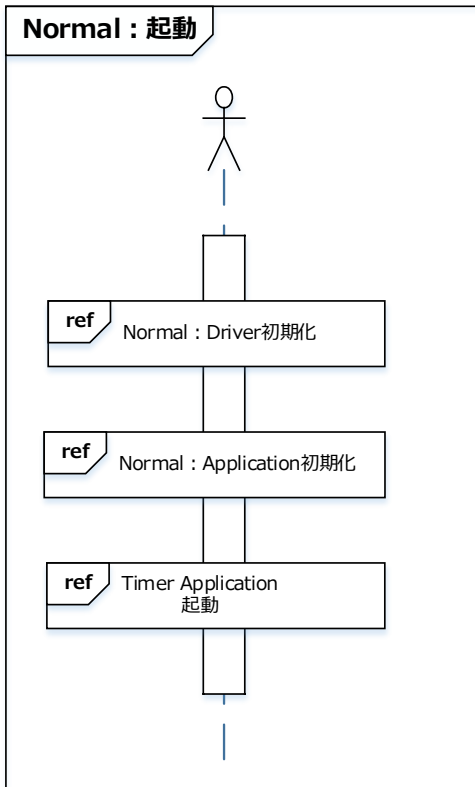 Normal : 起動
ref
Normal : Driver初期化
ref
Normal : Application初期化
ref
Timer Application
起動